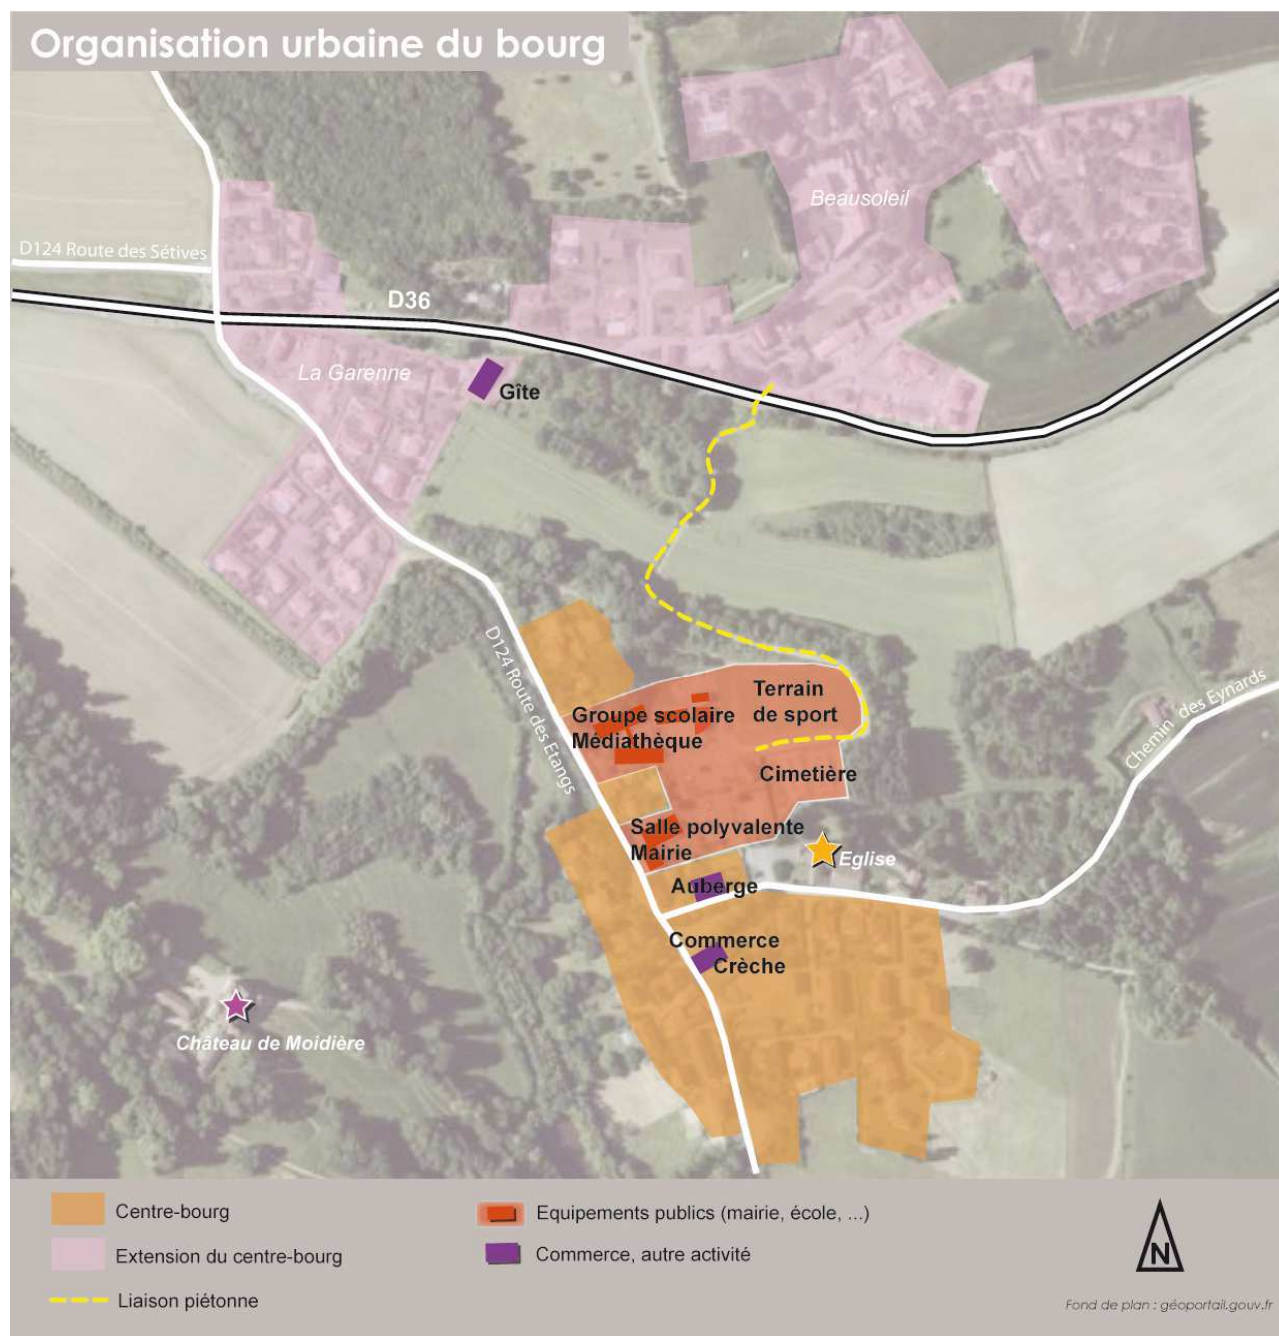 Organisation urbaine du bourg
Beausoleil
D124 Route des Sétives
D36
La Garenne
Gîte
D124 Route des Etangs
Terrain
de sport
Groupe scolaire
Médiathèque
Chemin des Eynards
Cimetière
Salle polyvalente
Mairie
Eglise
Auberge
Commerce
Crèche
Château de Moidière
Centre-bourg
Equipements publics (mairie, école, ...)
Extension du centre-bourg
Commerce, autre activité
Liaison piétonne
N
Fond de plan : géoportail.gouv.fr